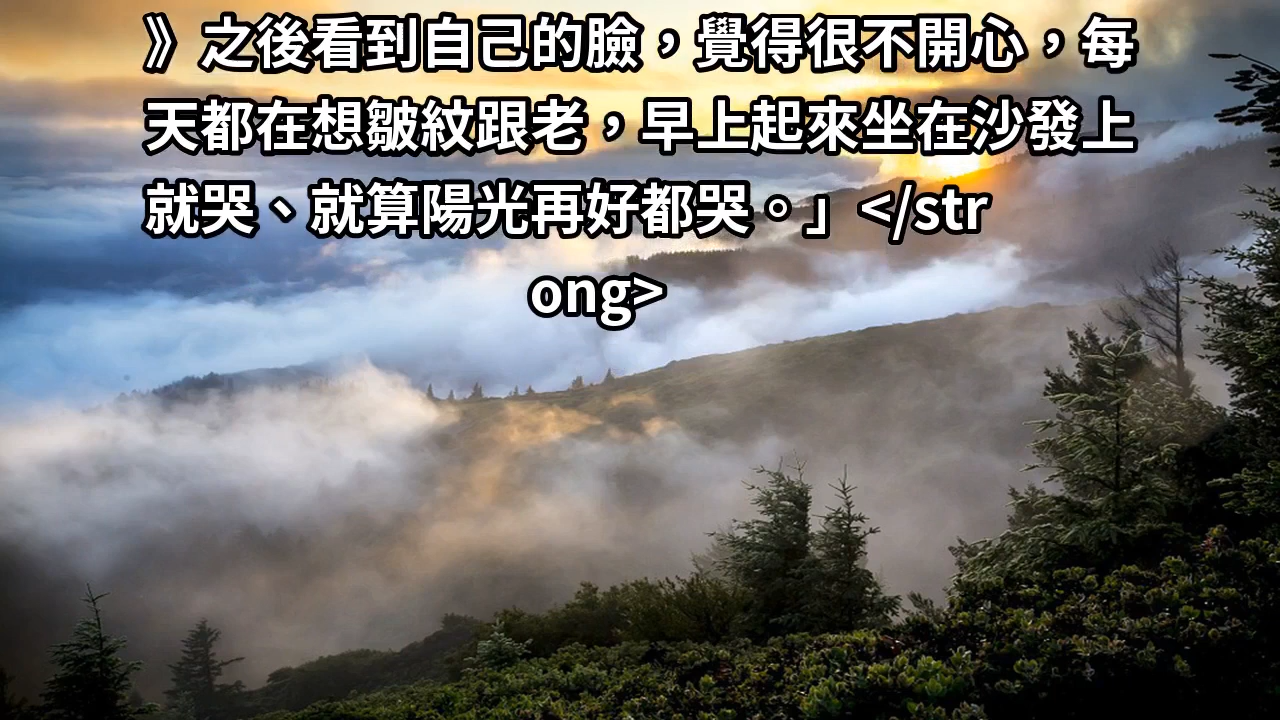 》之後看到自己的臉，覺得很不開心，每
天都在想皺紋跟老，早上起來坐在沙發上
就哭、就算陽光再好都哭。」</str
ong>